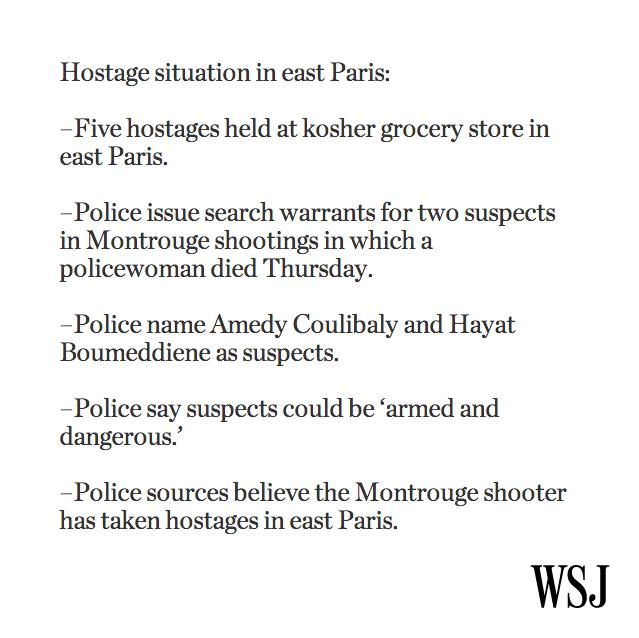 Hostage situation in east Paris:
–Five hostages held at kosher grocery store in
east Paris.
–Police issue search warrants for two suspects
in Montrouge shootings in which a
policewoman died Thursday.
–Police name Amedy Coulibaly and Hayat
Boumeddiene as suspects.
–Police say suspects could be ‘armed and
dangerous.’
–Police sources believe the Montrouge shooter
has taken hostages in east Paris.
WSJ